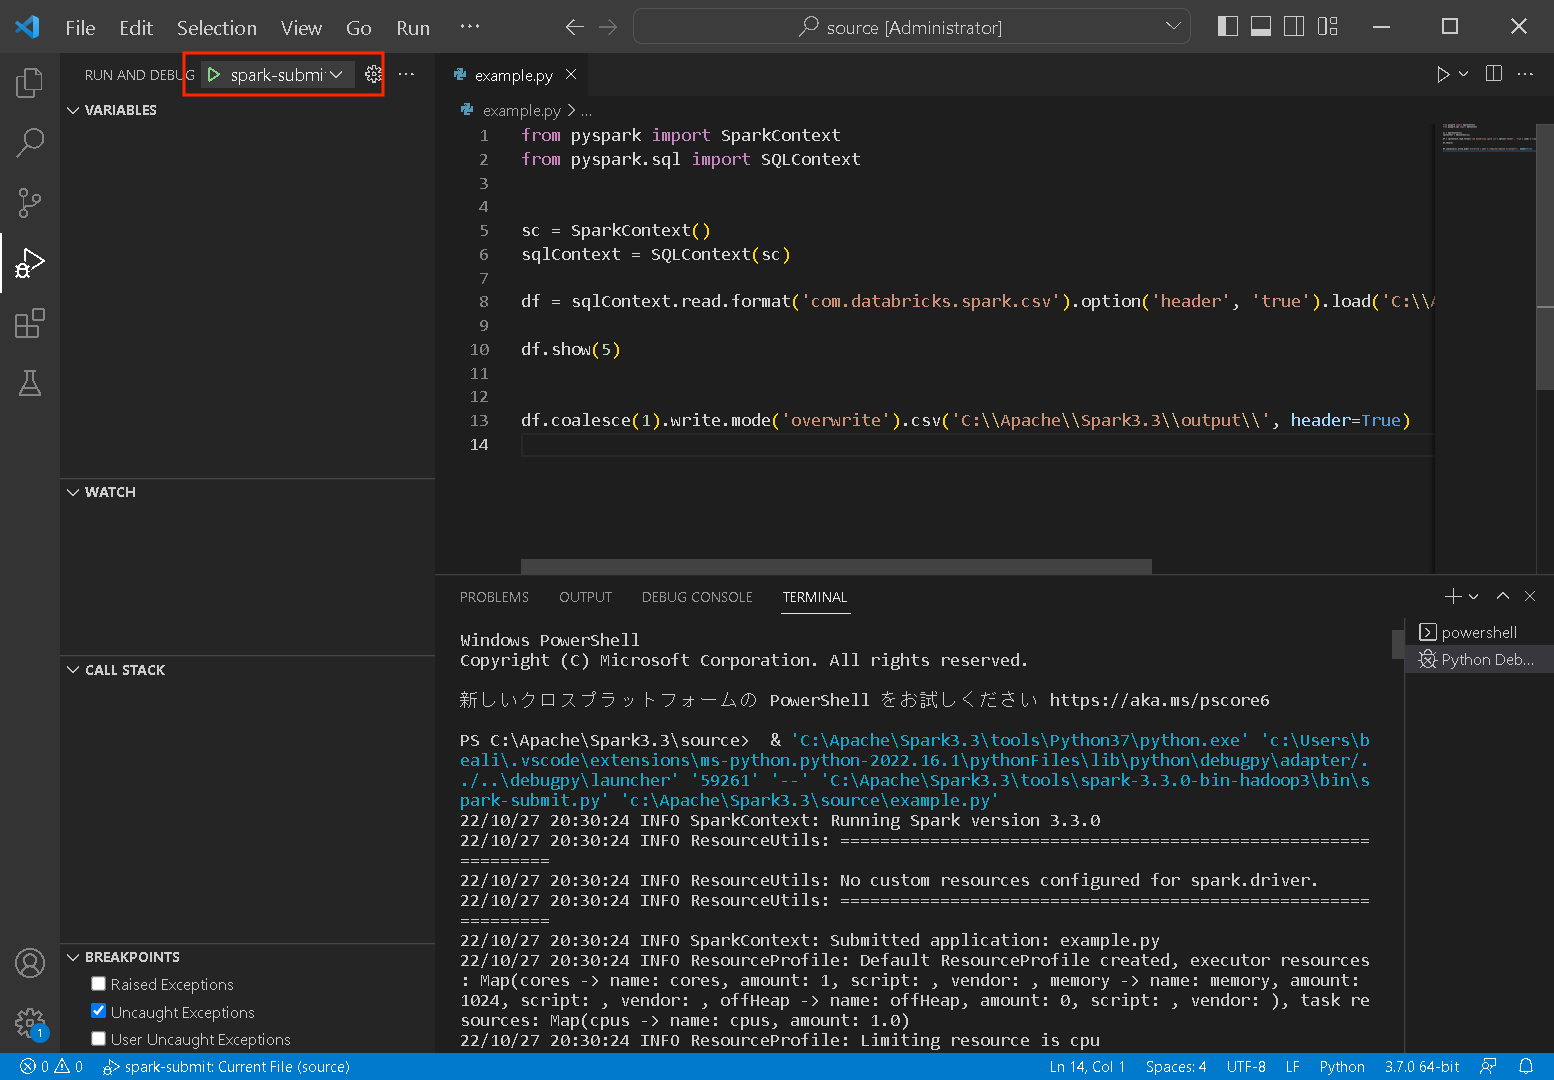 File Edit Selection View Go Run ...
source [Administrator]
RUN AND DEBUG spark-submi ...
VARIABLES
WATCH
CALL STACK
BREAKPOINTS
Raised Exceptions
Uncaught Exceptions
User Uncaught Exceptions
1
example.py
example.py > ...
1 from pyspark import SparkContext
2 from pyspark.sql import SQLContext
3
4
5 sc = SparkContext()
6 sqlContext = SQLContext(sc)
7
8 df = sqlContext.read.format('com.databricks.spark.csv').option('header', 'true').load('C:\\A
9
10 df.show(5)
11
12
13 df.coalesce(1).write.mode('overwrite').csv('C:\\Apache\\Spark3.3\\output\\', header=True)
14
PROBLEMS OUTPUT DEBUG CONSOLE TERMINAL
powershell
Python Deb...
Windows PowerShell
Copyright (C) Microsoft Corporation. All rights reserved.
新しいクロスプラットフォームの PowerShell をお試しください https://aka.ms/pscore6
PS C:\Apache\Spark3.3\source>  & 'C:\Apache\Spark3.3\tools\Python37\python.exe' 'c:\Users\b
eali\.vscode\extensions\ms-python.python-2022.16.1\pythonFiles\lib\python\debugpy\adapter/.
./..\debugpy\launcher' '59261' '--' 'C:\Apache\Spark3.3\tools\spark-3.3.0-bin-hadoop3\bin\s
park-submit.py' 'c:\Apache\Spark3.3\source\example.py'
22/10/27 20:30:24 INFO SparkContext: Running Spark version 3.3.0
22/10/27 20:30:24 INFO ResourceUtils: =====================================================
=========
22/10/27 20:30:24 INFO ResourceUtils: No custom resources configured for spark.driver.
22/10/27 20:30:24 INFO ResourceUtils: =====================================================
=========
22/10/27 20:30:24 INFO SparkContext: Submitted application: example.py
22/10/27 20:30:24 INFO ResourceProfile: Default ResourceProfile created, executor resources
: Map(cores -> name: cores, amount: 1, script: , vendor: , memory -> name: memory, amount:
1024, script: , vendor: , offHeap -> name: offHeap, amount: 0, script: , vendor: ), task re
sources: Map(cpus -> name: cpus, amount: 1.0)
22/10/27 20:30:24 INFO ResourceProfile: Limiting resource is cpu
0 0 spark-submit: Current File (source) Ln 14, Col 1 Spaces: 4 UTF-8 LF Python 3.7.0 64-bit